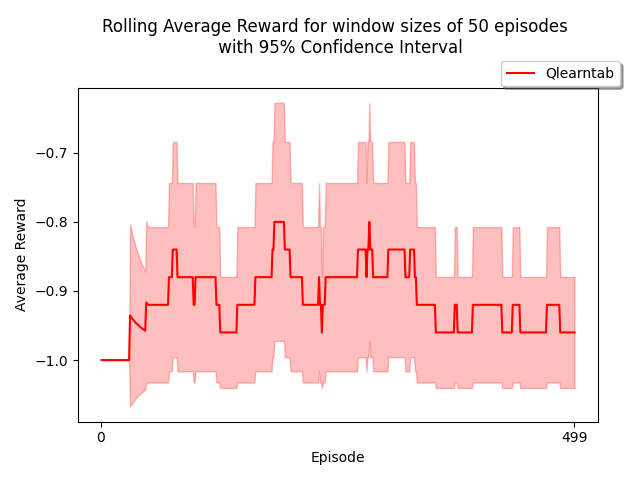 Rolling Average Reward for window sizes of 50 episodes
with 95% Confidence Interval
Qlearntab
Average Reward
−0.7
−0.8
−0.9
−1.0
0
499
Episode